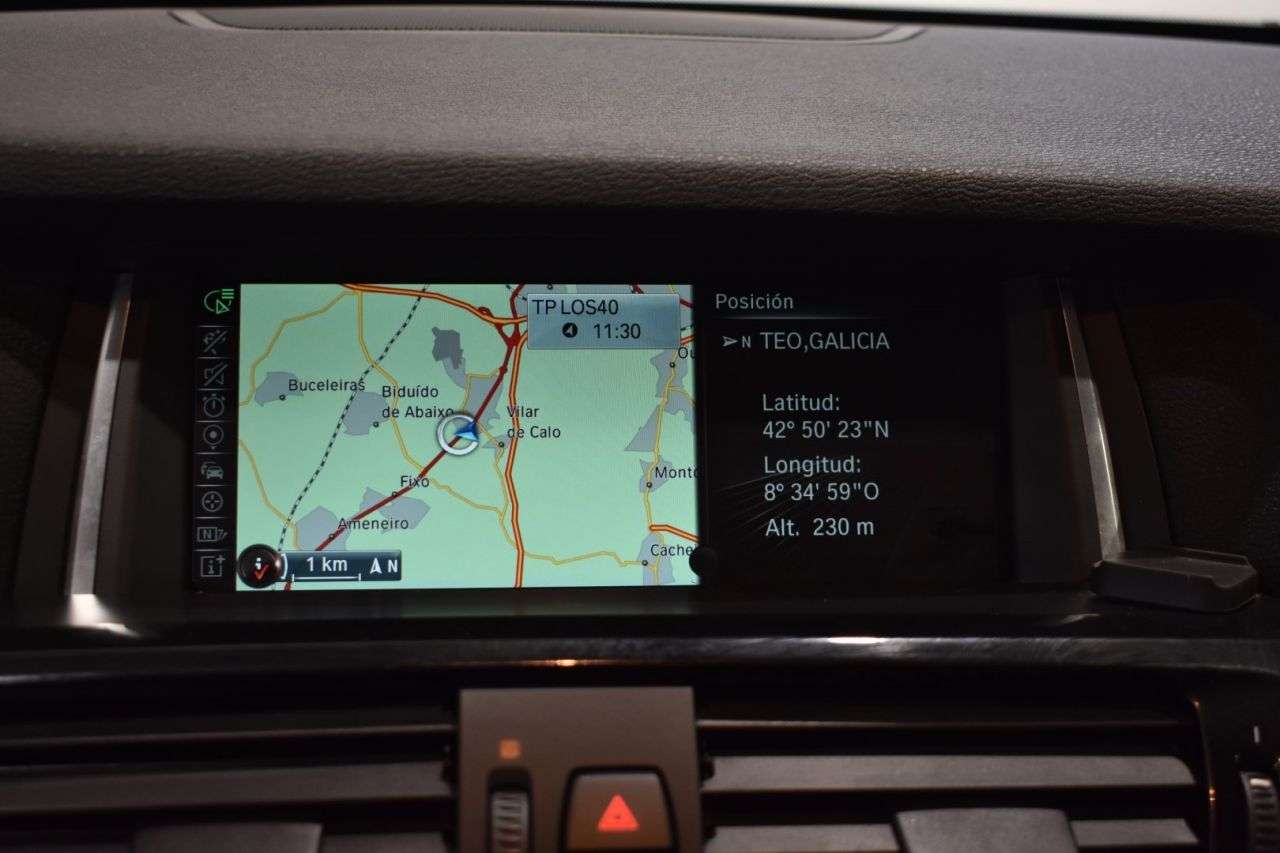 TP LOS40
11:30
Buceleiras
Biduído
de Abaixo
Vilar
de Calo
Fixo
Ameneiro
1 km N
Posición
N TEO,GALICIA
Latitud:
42° 50' 23"N
Longitud:
8° 34' 59"O
Alt. 230 m